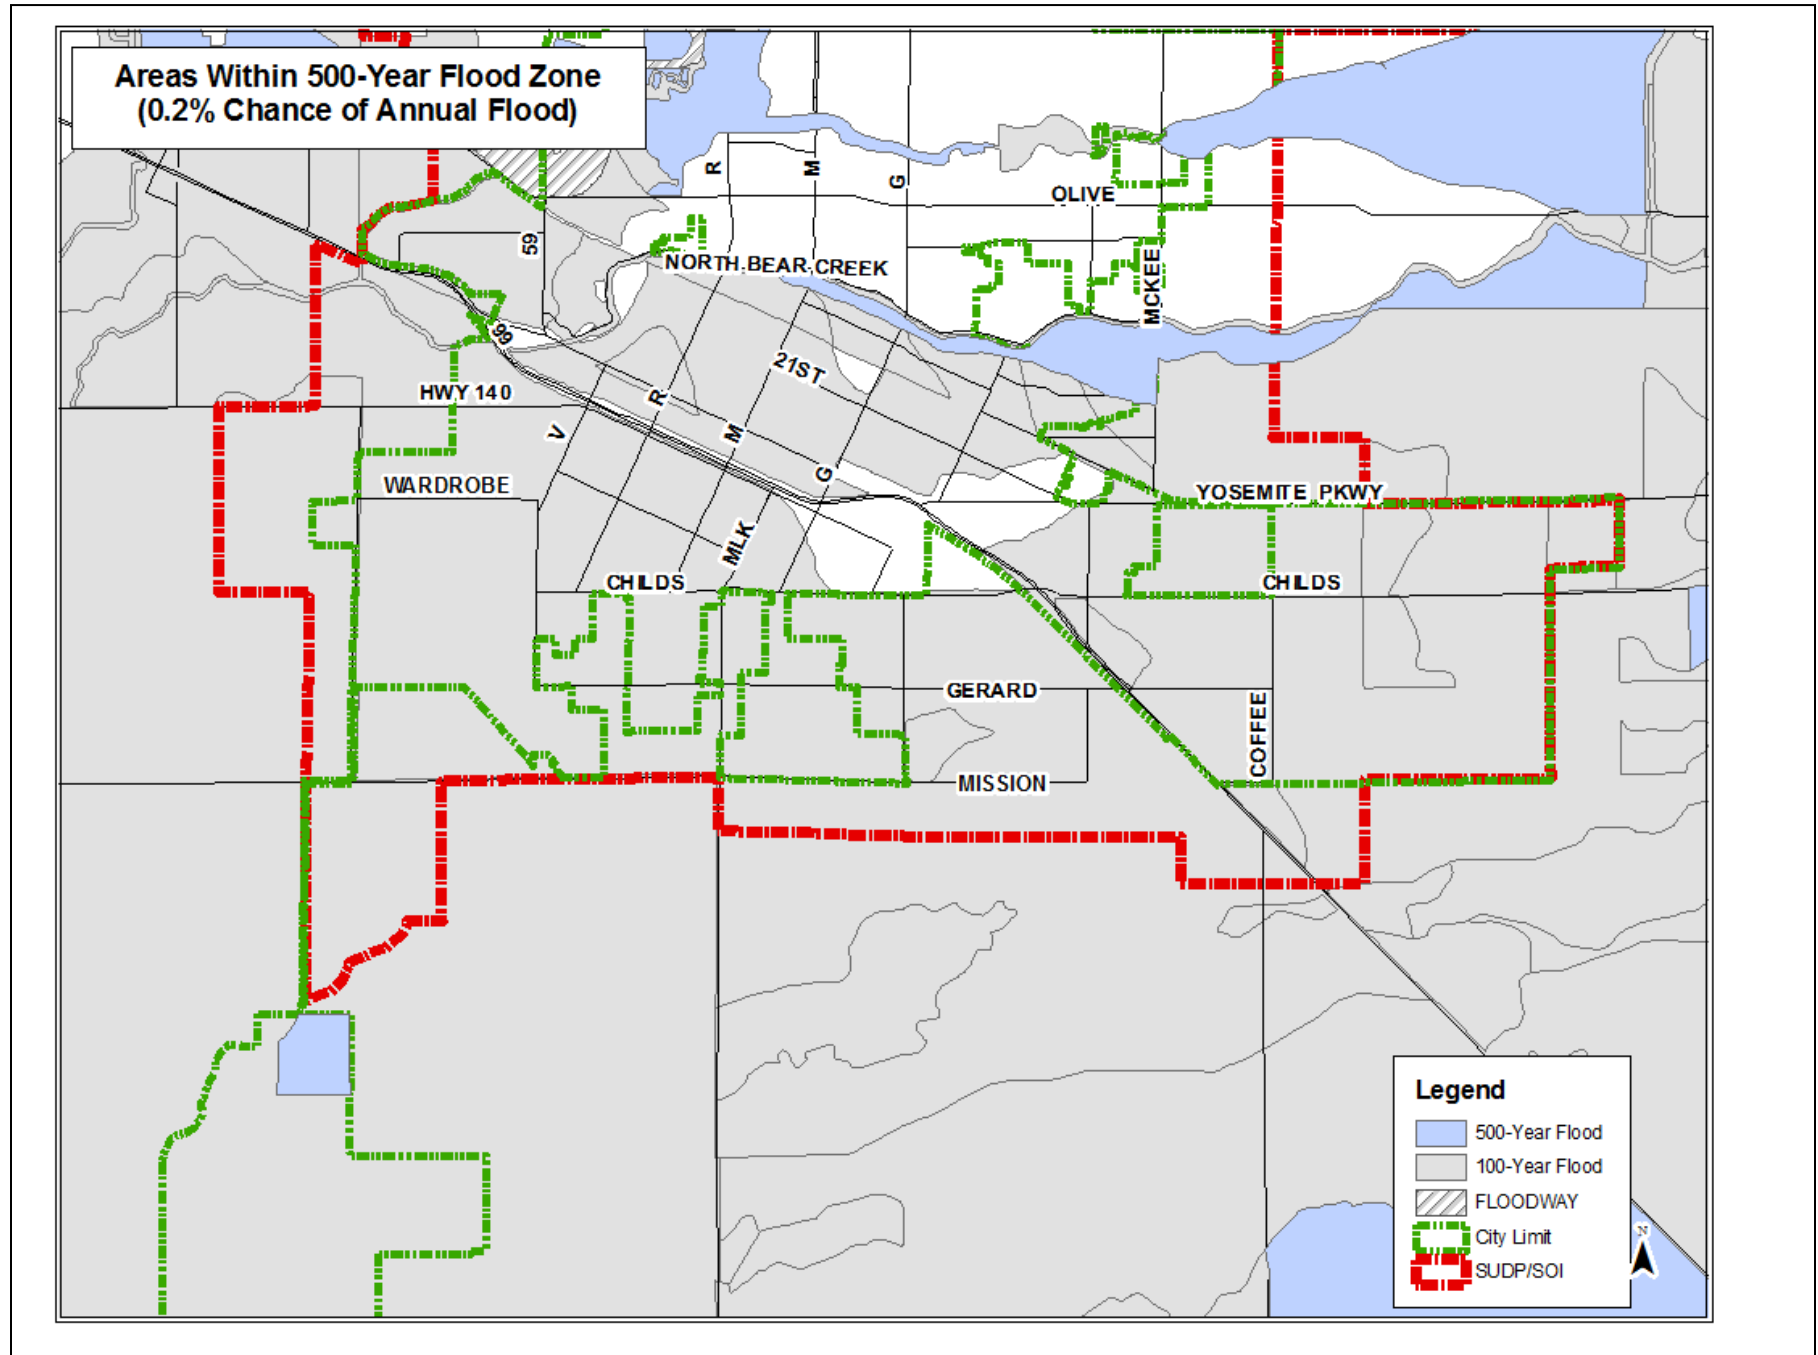 Areas Within 500-Year Flood Zone
(0.2% Chance of Annual Flood)
R
M
G
OLIVE
59
NORTH BEAR CREEK
MCKEE
99
21ST
HWY 140
R
V
M
G
WARDROBE
YOSEMITE PKWY
MLK
CHILDS
CHILDS
GERARD
COFFEE
MISSION
Legend
500-Year Flood
100-Year Flood
FLOODWAY
City Limit
SUDP/SOI
N